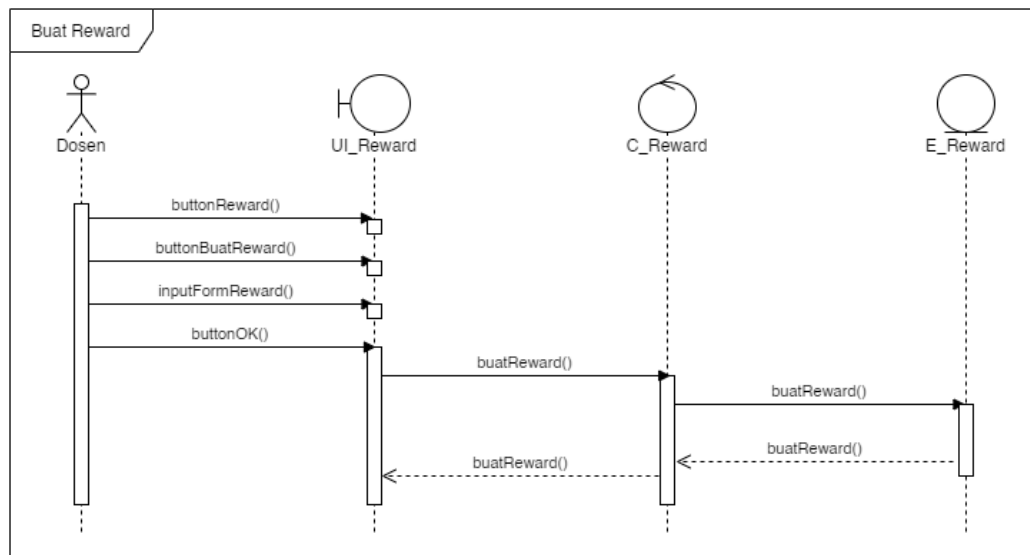 Buat Reward
Dosen
UI_Reward
C_Reward
E_Reward
buttonReward()
buttonBuatReward()
inputFormReward()
buttonOK()
buatReward()
buatReward()
buatReward()
buatReward()